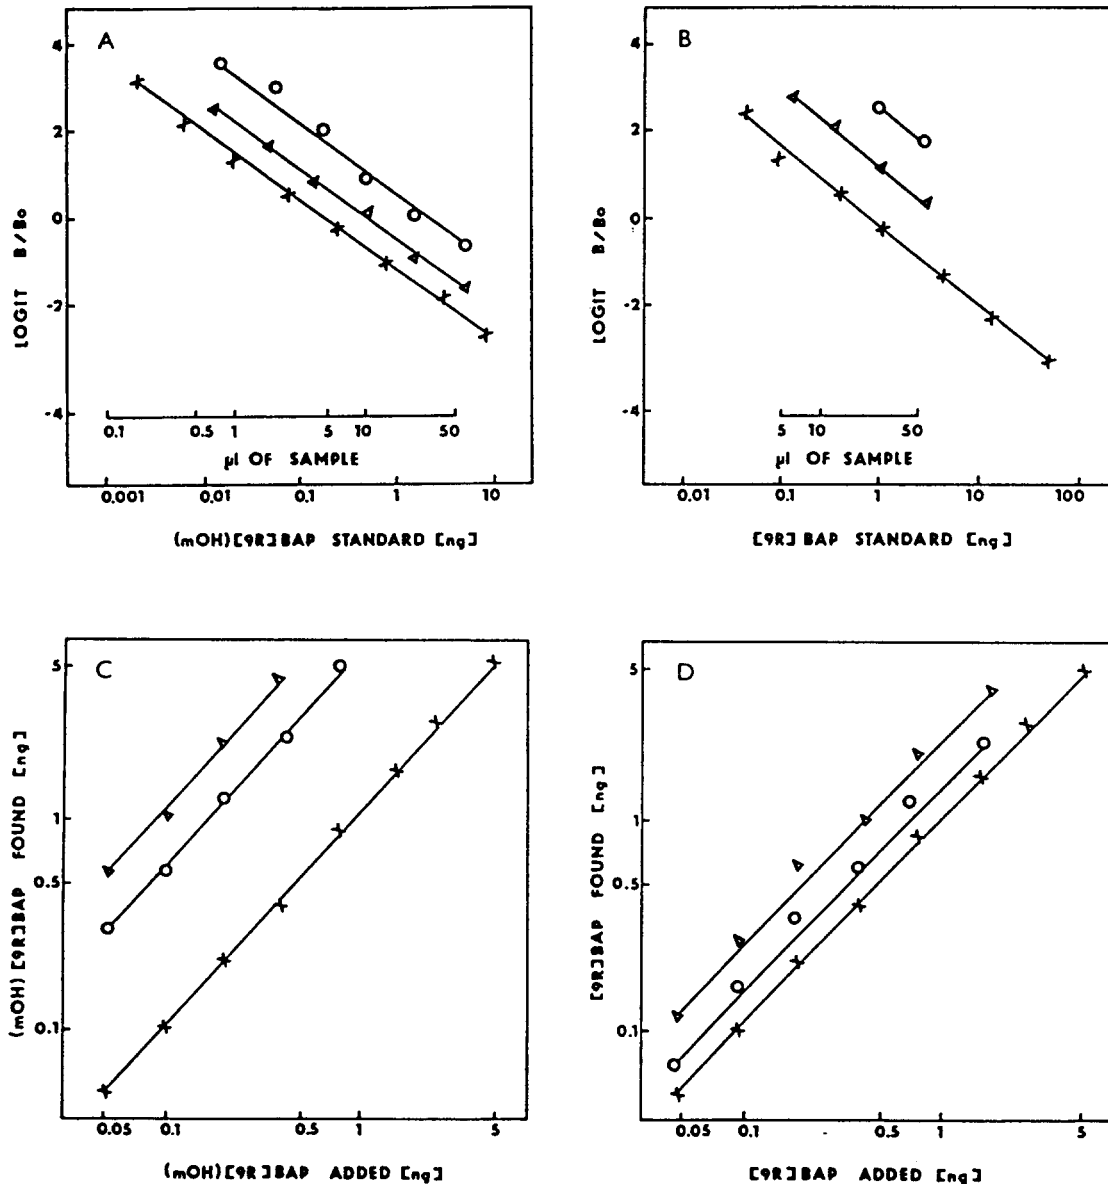 A
4
2
0
-2
-4
LOGIT B/Bo
0.1 0.5 1 5 10 50
µl OF SAMPLE
0.001 0.01 0.1 1 10
(mOH)[9R]BAP STANDARD [ng]
B
4
2
0
-2
-4
LOGIT B/Bo
5 10 50
µl OF SAMPLE
0.01 0.1 1 10 100
[9R] BAP STANDARD [ng]
C
5
1
0.5
0.1
(mOH)[9R]BAP FOUND [ng]
0.05 0.1 0.5 1 5
(mOH)[9R]BAP ADDED [ng]
D
5
1
0.5
0.1
[9R]BAP FOUND [ng]
0.05 0.1 0.5 1 5
[9R]BAP ADDED [ng]